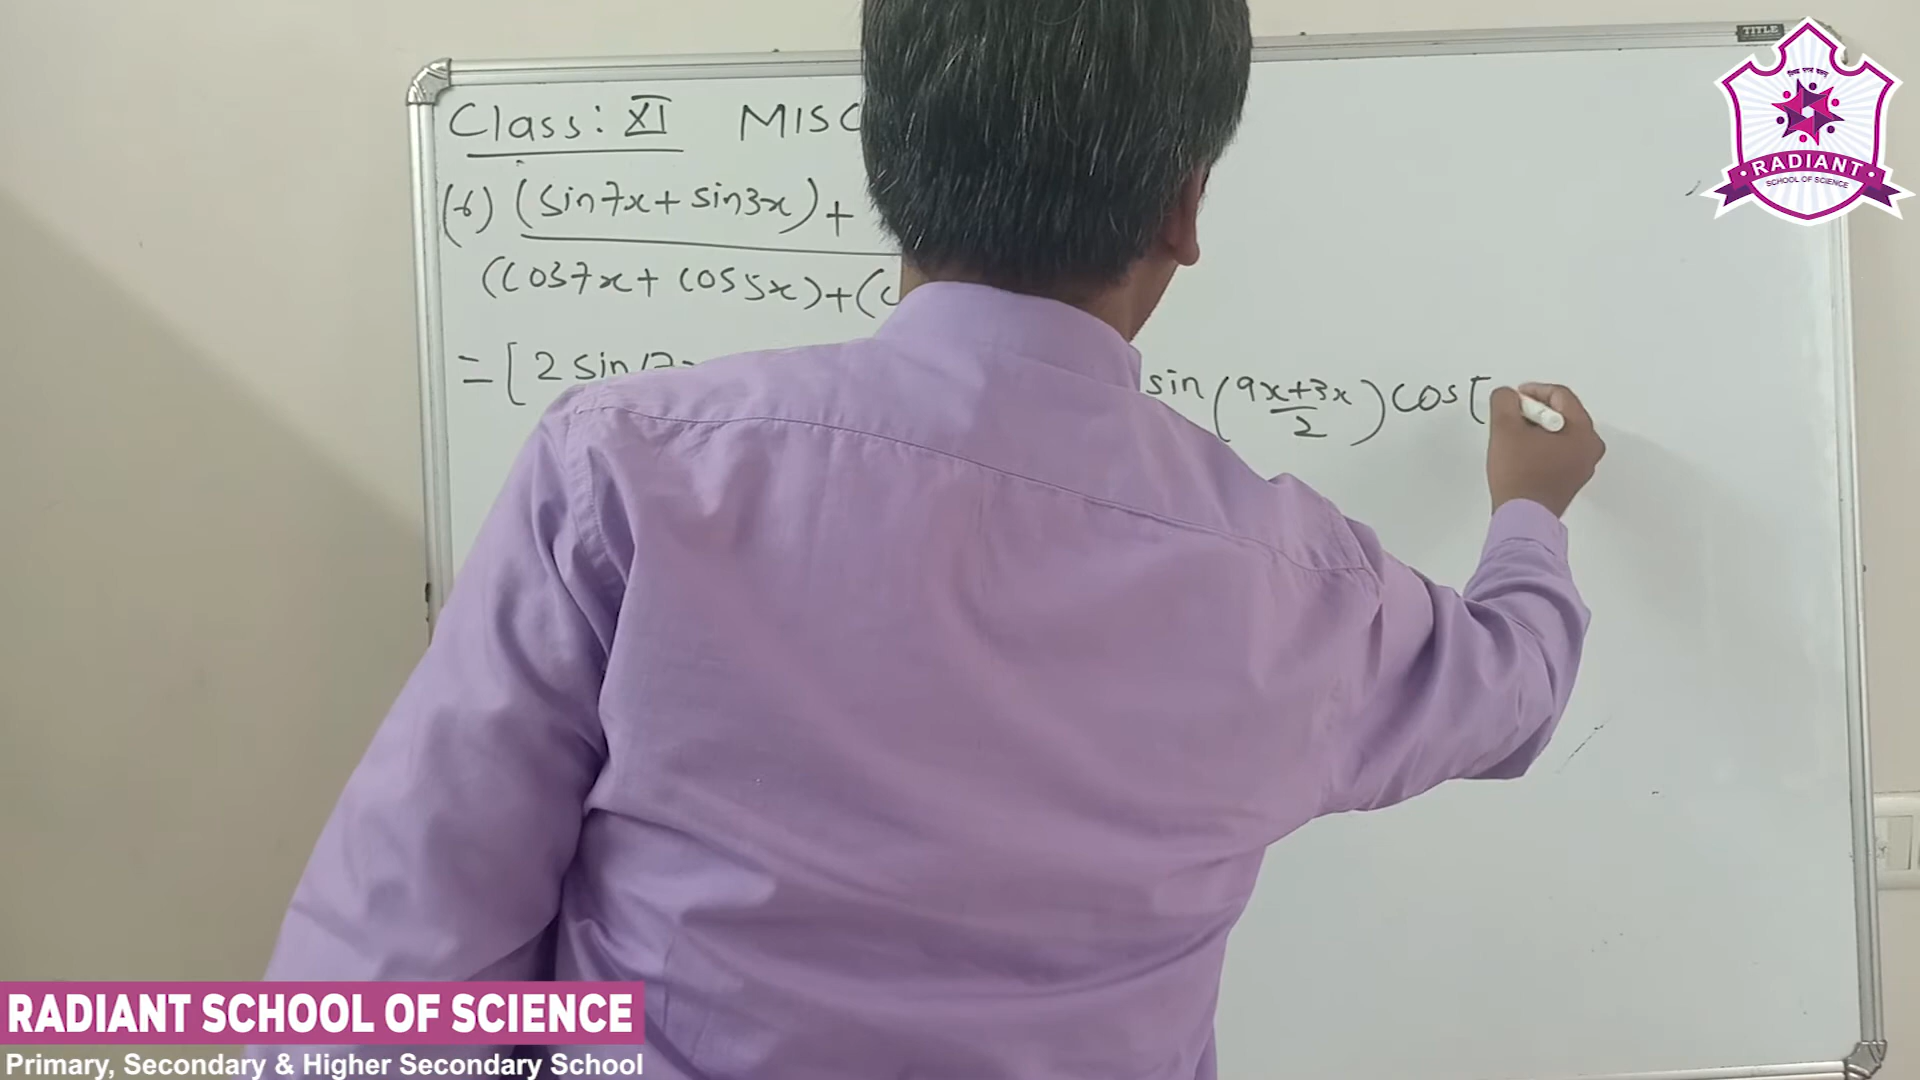 TITLE
Class: XI MISC
(6) (sin7x+sin3x)+
(cos7x+cos5x)+(c
=[2 sin
sin(9x+3x/2)cos[
RADIANT
SCHOOL OF SCIENCE
RADIANT SCHOOL OF SCIENCE
Primary, Secondary & Higher Secondary School